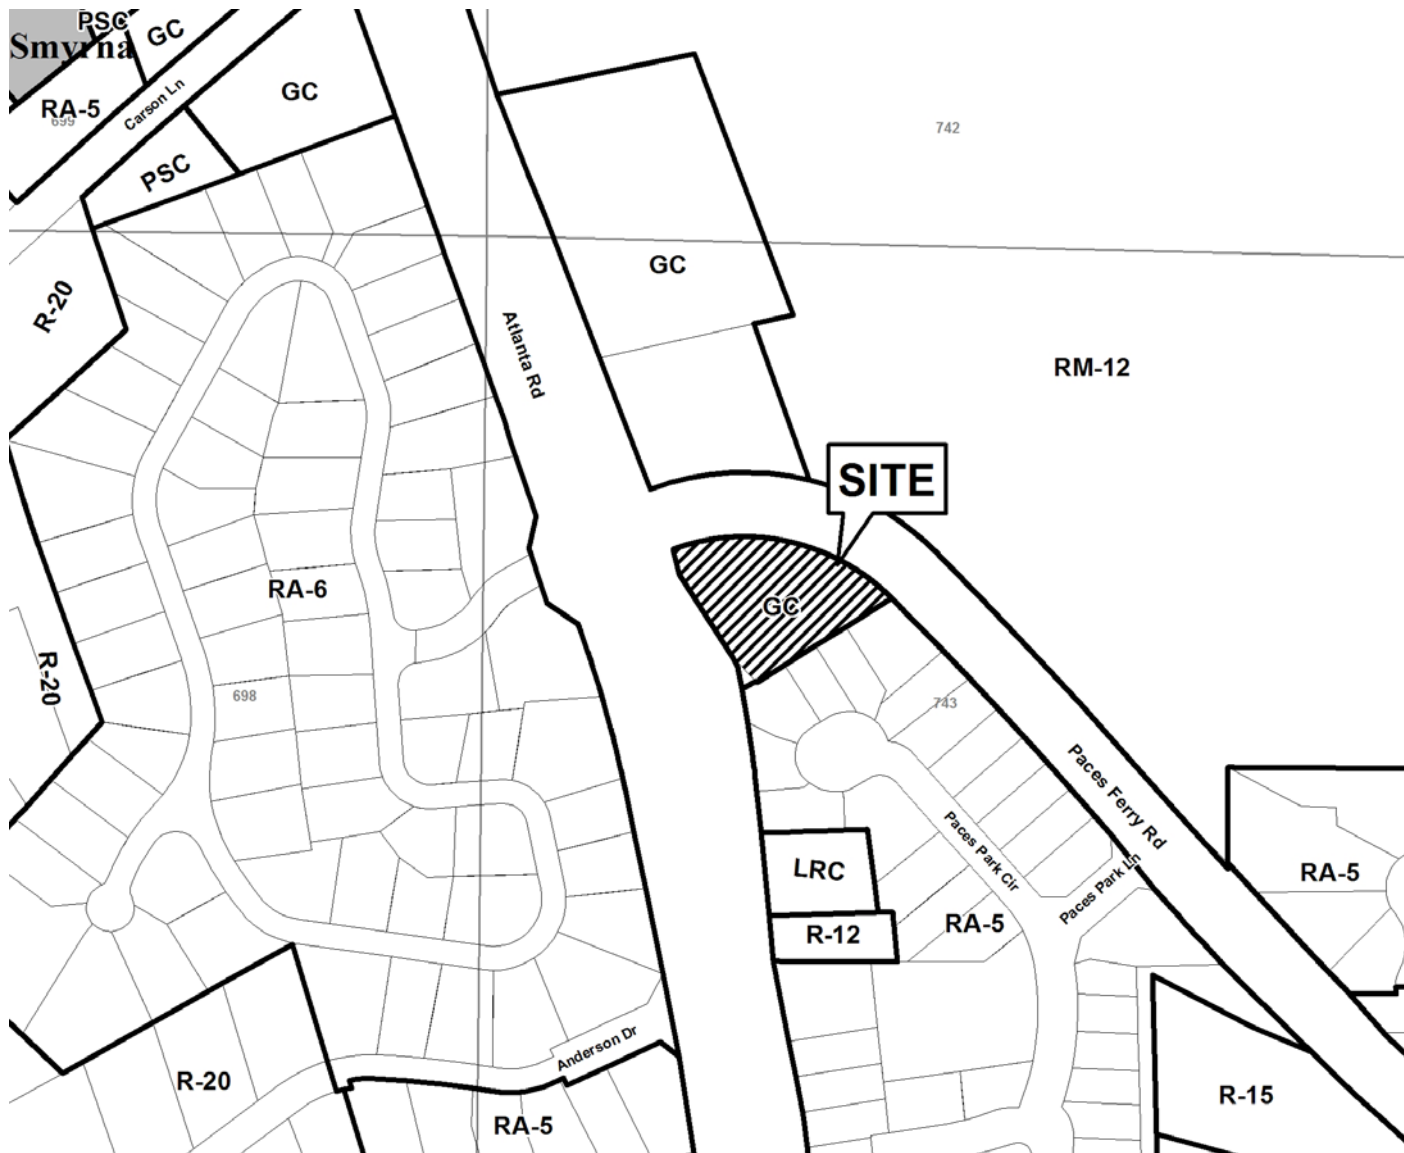 PSC
GC
Smyrna
RA-5
699
Carson Ln
GC
742
PSC
GC
R-20
Atlanta Rd
RM-12
SITE
RA-6
GC
R-20
698
743
Paces Ferry Rd
Paces Park Cir
LRC
RA-5
Paces Park Ln
RA-5
R-12
Anderson Dr
R-20
R-15
RA-5